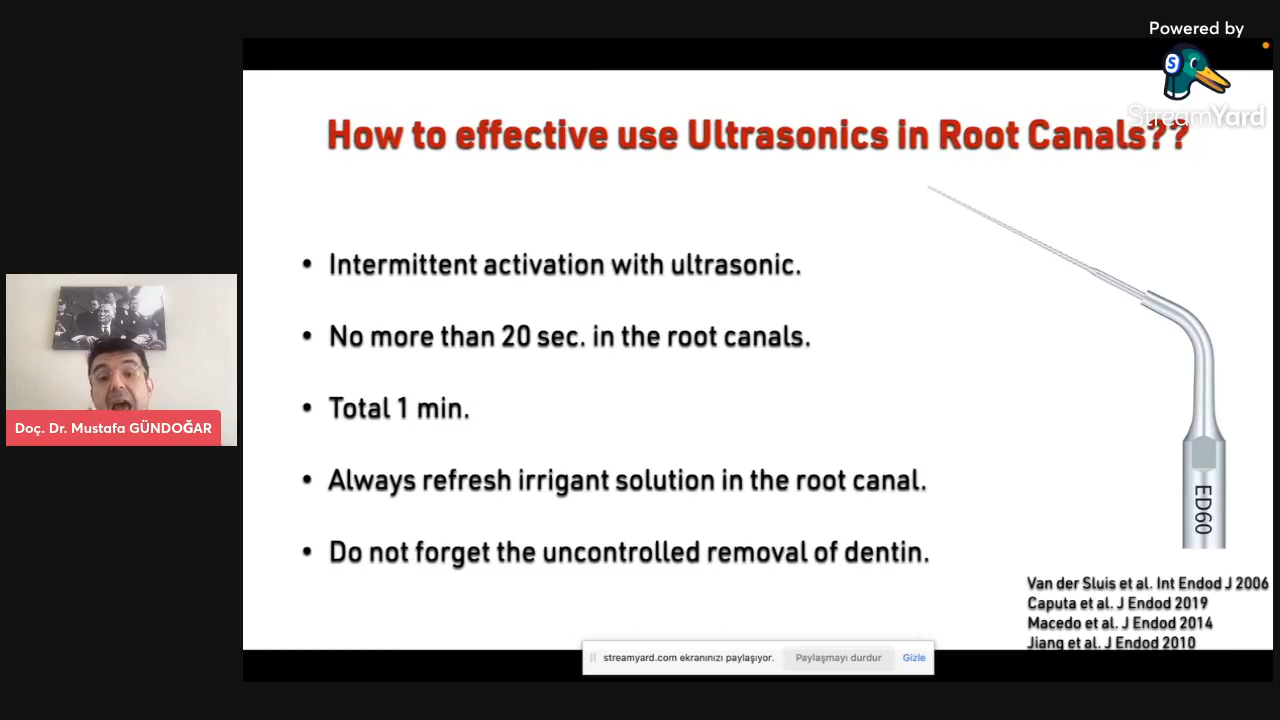 Powered by
StreamYard
How to effective use Ultrasonics in Root Canals??
• Intermittent activation with ultrasonic.
• No more than 20 sec. in the root canals.
• Total 1 min.
• Always refresh irrigant solution in the root canal.
• Do not forget the uncontrolled removal of dentin.
ED60
Doç. Dr. Mustafa GÜNDOĞAR
Van der Sluis et al. Int Endod J 2006
Caputa et al. J Endod 2019
Macedo et al. J Endod 2014
Jiang et al. J Endod 2010
streamyard.com ekranınızı paylaşıyor.
Paylaşmayı durdur
Gizle